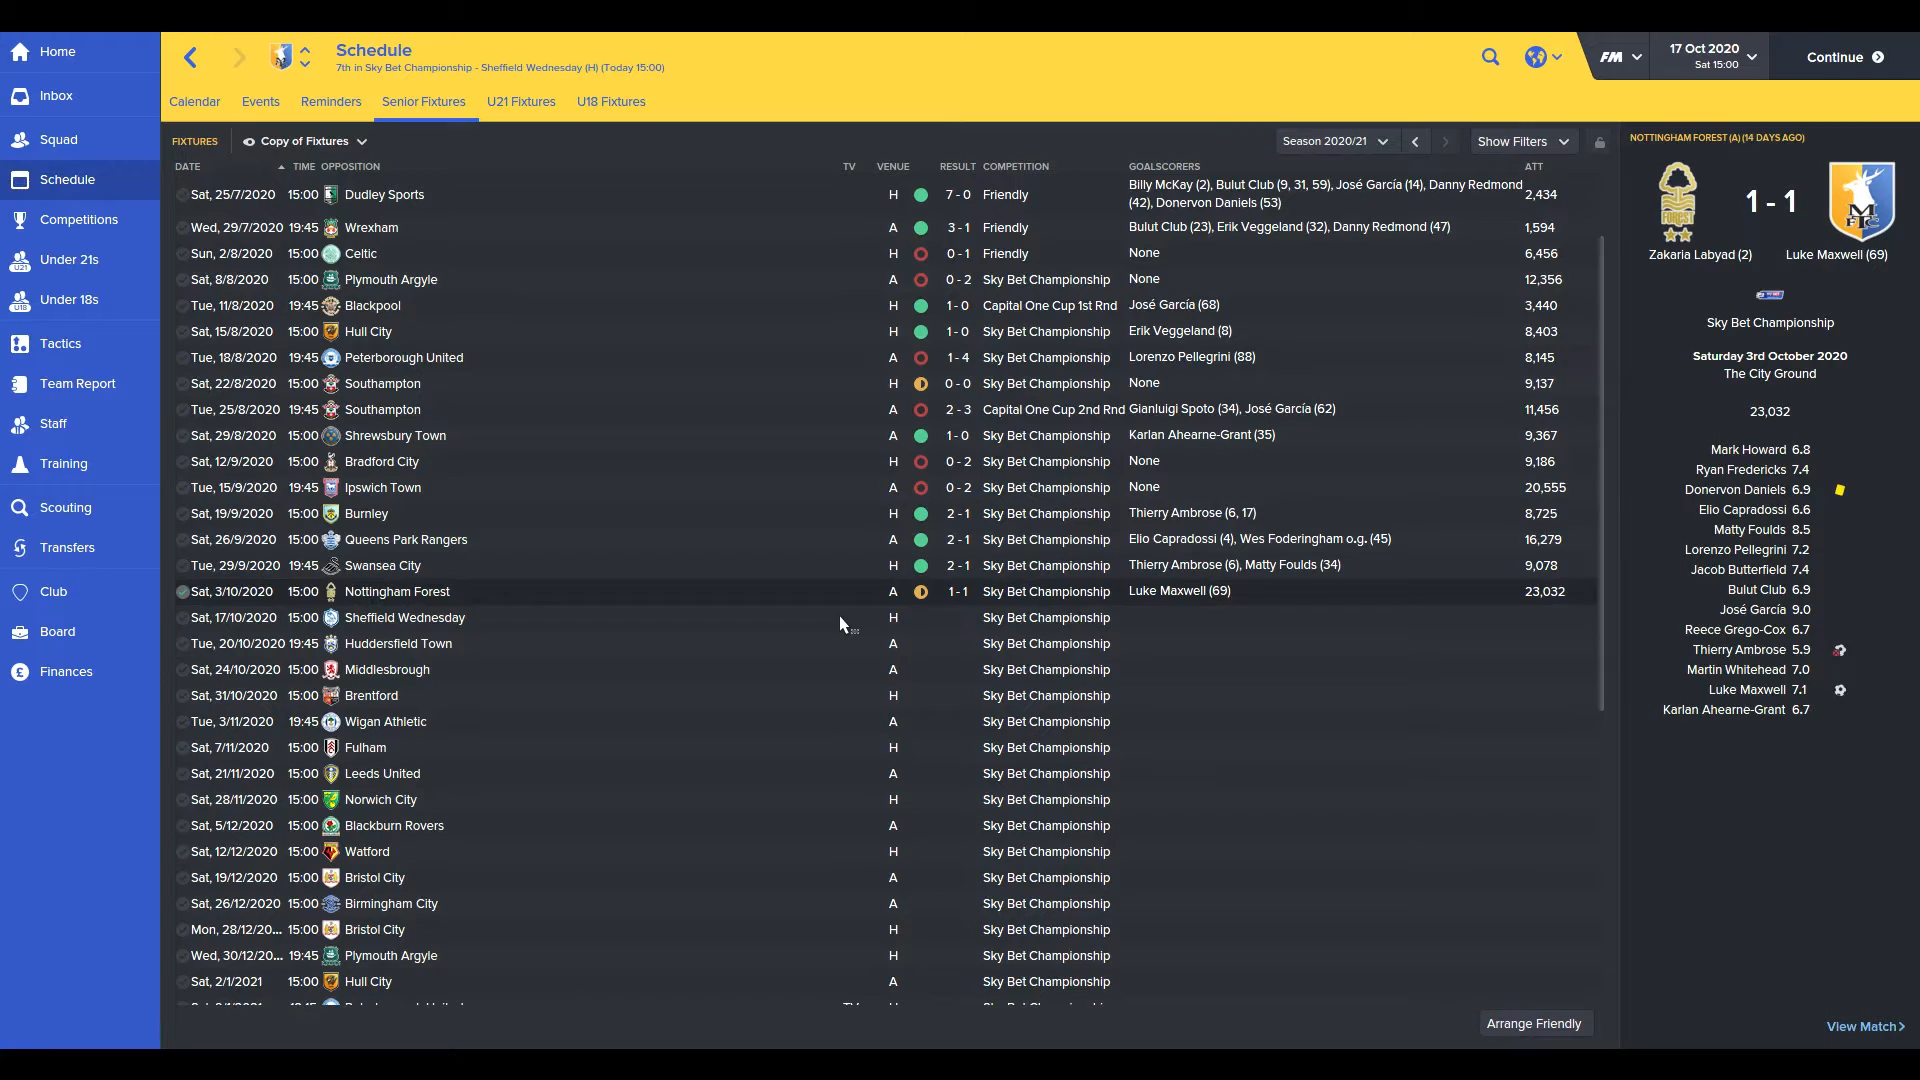 Home
Inbox
Squad
Schedule
Competitions
Under 21s
Under 18s
Tactics
Team Report
Staff
Training
Scouting
Transfers
Club
Board
Finances
Schedule
7th in Sky Bet Championship - Sheffield Wednesday (H) (Today 15:00)
FM
17 Oct 2020
Sat 15:00
Continue
Calendar Events Reminders Senior Fixtures U21 Fixtures U18 Fixtures
FIXTURES Copy of Fixtures Season 2020/21 Show Filters
DATE TIME OPPOSITION TV VENUE RESULT COMPETITION GOALSCORERS ATT
Sat, 25/7/2020 15:00 Dudley Sports H 7 - 0 Friendly Billy McKay (2), Bulut Club (9, 31, 59), José García (14), Danny Redmond (42), Donervon Daniels (53) 2,434
Wed, 29/7/2020 19:45 Wrexham A 3 - 1 Friendly Bulut Club (23), Erik Veggeland (32), Danny Redmond (47) 1,594
Sun, 2/8/2020 15:00 Celtic H 0 - 1 Friendly None 6,456
Sat, 8/8/2020 15:00 Plymouth Argyle A 0 - 2 Sky Bet Championship None 12,356
Tue, 11/8/2020 19:45 Blackpool H 1 - 0 Capital One Cup 1st Rnd José García (68) 3,440
Sat, 15/8/2020 15:00 Hull City H 1 - 0 Sky Bet Championship Erik Veggeland (8) 8,403
Tue, 18/8/2020 19:45 Peterborough United A 1 - 4 Sky Bet Championship Lorenzo Pellegrini (88) 8,145
Sat, 22/8/2020 15:00 Southampton H 0 - 0 Sky Bet Championship None 9,137
Tue, 25/8/2020 19:45 Southampton A 2 - 3 Capital One Cup 2nd Rnd Gianluigi Spoto (34), José García (62) 11,456
Sat, 29/8/2020 15:00 Shrewsbury Town A 1 - 0 Sky Bet Championship Karlan Ahearne-Grant (35) 9,367
Sat, 12/9/2020 15:00 Bradford City H 0 - 2 Sky Bet Championship None 9,186
Tue, 15/9/2020 19:45 Ipswich Town A 0 - 2 Sky Bet Championship None 20,555
Sat, 19/9/2020 15:00 Burnley H 2 - 1 Sky Bet Championship Thierry Ambrose (6, 17) 8,725
Sat, 26/9/2020 15:00 Queens Park Rangers A 2 - 1 Sky Bet Championship Elio Capradossi (4), Wes Foderingham o.g. (45) 16,279
Tue, 29/9/2020 19:45 Swansea City H 2 - 1 Sky Bet Championship Thierry Ambrose (6), Matty Foulds (34) 9,078
Sat, 3/10/2020 15:00 Nottingham Forest A 1 - 1 Sky Bet Championship Luke Maxwell (69) 23,032
Sat, 17/10/2020 15:00 Sheffield Wednesday H Sky Bet Championship
Tue, 20/10/2020 19:45 Huddersfield Town A Sky Bet Championship
Sat, 24/10/2020 15:00 Middlesbrough A Sky Bet Championship
Sat, 31/10/2020 15:00 Brentford H Sky Bet Championship
Tue, 3/11/2020 19:45 Wigan Athletic A Sky Bet Championship
Sat, 7/11/2020 15:00 Fulham H Sky Bet Championship
Sat, 21/11/2020 15:00 Leeds United A Sky Bet Championship
Sat, 28/11/2020 15:00 Norwich City H Sky Bet Championship
Sat, 5/12/2020 15:00 Blackburn Rovers A Sky Bet Championship
Sat, 12/12/2020 15:00 Watford H Sky Bet Championship
Sat, 19/12/2020 15:00 Bristol City A Sky Bet Championship
Sat, 26/12/2020 15:00 Birmingham City A Sky Bet Championship
Mon, 28/12/20... 15:00 Bristol City H Sky Bet Championship
Wed, 30/12/20... 19:45 Plymouth Argyle H Sky Bet Championship
Sat, 2/1/2021 15:00 Hull City A Sky Bet Championship
Arrange Friendly
NOTTINGHAM FOREST (A) (14 DAYS AGO)
1 - 1
Zakaria Labyad (2) Luke Maxwell (69)
Sky Bet Championship
Saturday 3rd October 2020
The City Ground
23,032
Mark Howard 6.8
Ryan Fredericks 7.4
Donervon Daniels 6.9
Elio Capradossi 6.6
Matty Foulds 8.5
Lorenzo Pellegrini 7.2
Jacob Butterfield 7.4
Bulut Club 6.9
José García 9.0
Reece Grego-Cox 6.7
Thierry Ambrose 5.9
Martin Whitehead 7.0
Luke Maxwell 7.1
Karlan Ahearne-Grant 6.7
View Match